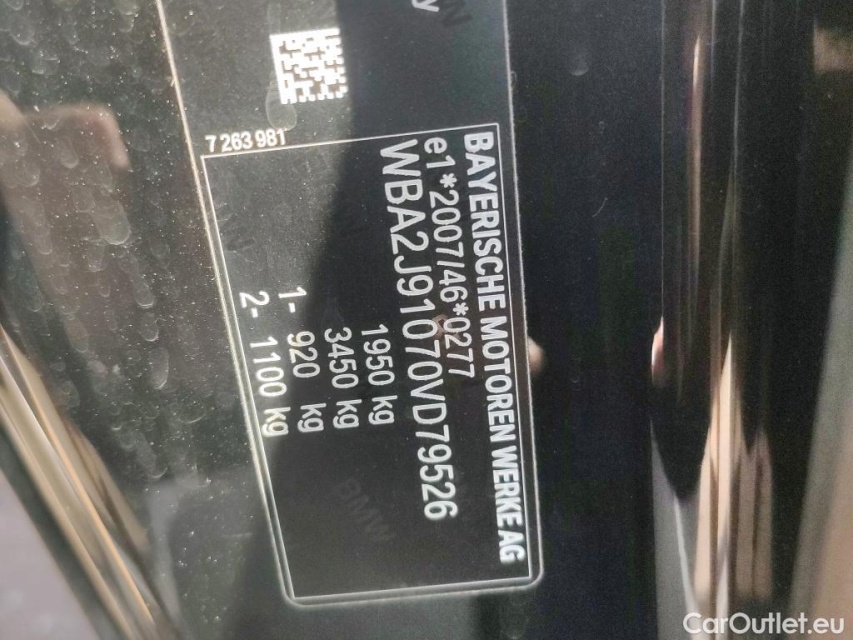 7 263 981
BAYERISCHE MOTOREN WERKE AG
e1*2007/46*0277
WBA2J91070VD79526
1950 kg
3450 kg
1- 920 kg
2- 1100 kg
BMW
CarOutlet.eu